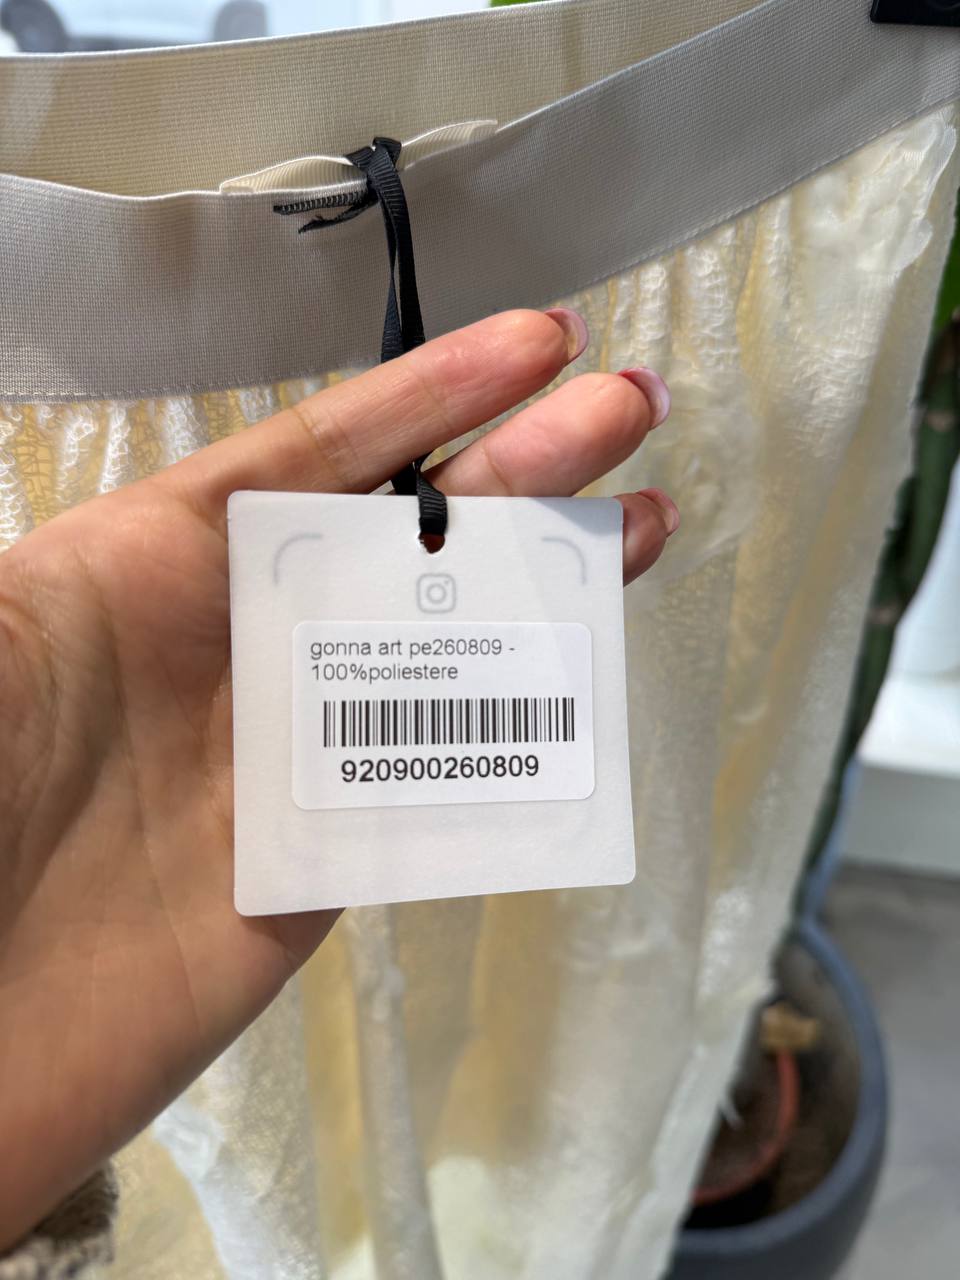 gonna art pe260809 -
100%poliestere
920900260809